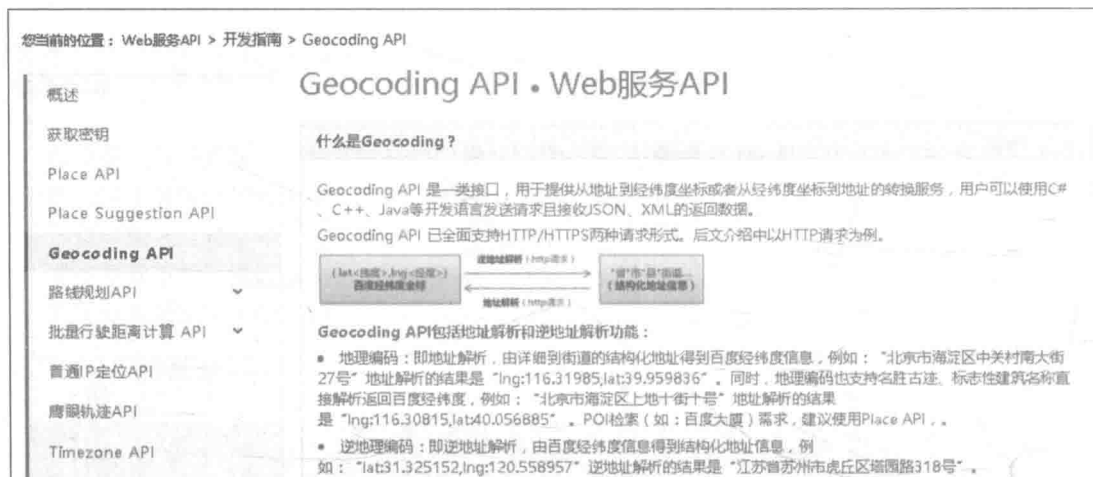 您当前的位置： Web服务API > 开发指南 > Geocoding API
Geocoding API • Web服务API
概述
获取密钥
Place API
Place Suggestion API
Geocoding API
路线规划API
批量行驶距离计算 API
普通IP定位API
鹰眼轨迹API
Timezone API
什么是Geocoding？
Geocoding API 是一类接口，用于提供从地址到经纬度坐标或者从经纬度坐标到地址的转换服务，用户可以使用C#
、C++、Java等开发语言发送请求且接收JSON、XML的返回数据。
Geocoding API 已全面支持HTTP/HTTPS两种请求形式。后文介绍中以HTTP请求为例。
(lat<纬度>,lng<经度>)
百度经纬度坐标
逆地址解析（http请求）
地址解析（http请求）
"省"市"县"街道...
(结构化地址信息)
Geocoding API包括地址解析和逆地址解析功能：
• 地理编码：即地址解析，由详细到街道的结构化地址得到百度经纬度信息，例如：“北京市海淀区中关村南大街
27号”地址解析的结果是“lng:116.31985,lat:39.959836”。同时，地理编码也支持名胜古迹、标志性建筑名称直
接解析返回百度经纬度，例如：“北京市海淀区上地十街十号”地址解析的结果
是“lng:116.30815,lat:40.056885”。POI检索（如：百度大厦）需求，建议使用Place API，。
• 逆地理编码：即逆地址解析，由百度经纬度信息得到结构化地址信息，例
如：“lat:31.325152,lng:120.558957”逆地址解析的结果是“江苏省苏州市虎丘区塔园路318号”。